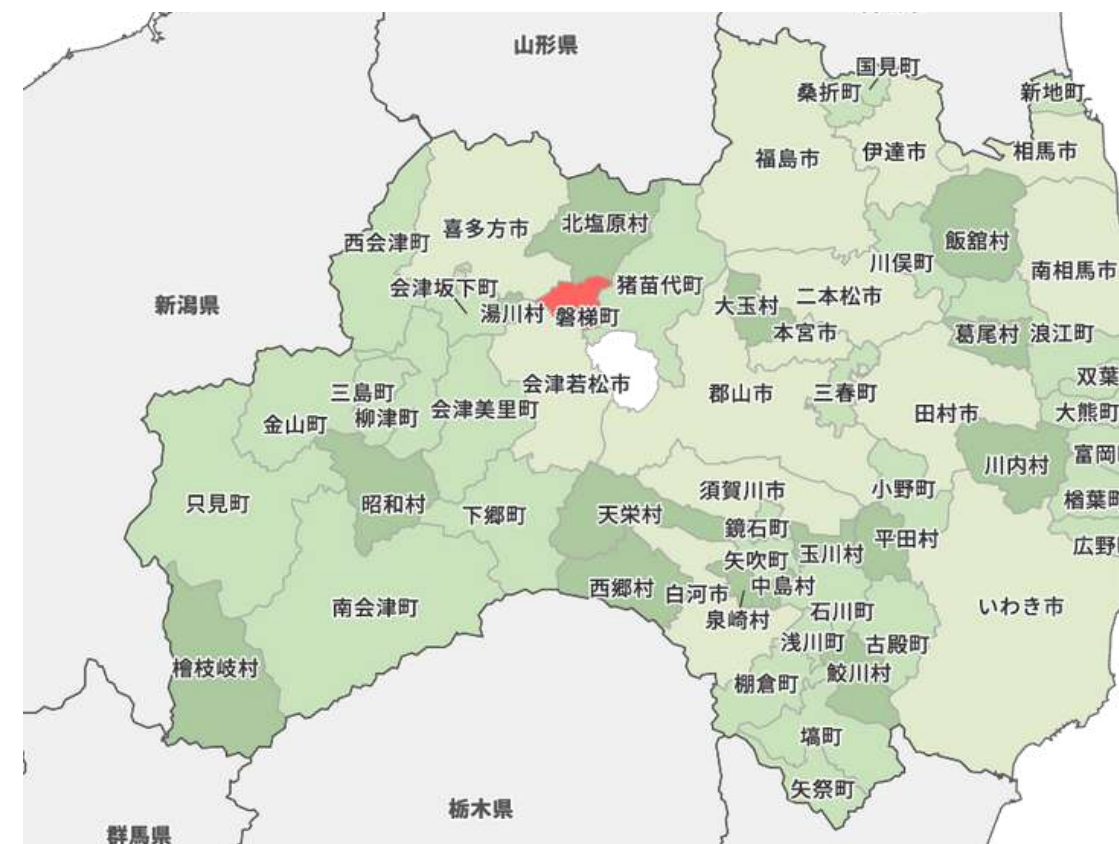 山形県
国見町
桑折町
新地町
福島市
伊達市
相馬市
北塩原村
喜多方市
西会津町
飯舘村
川俣町
南相馬市
猪苗代町
会津坂下町
湯川村
磐梯町
新潟県
大玉村
二本松市
本宮市
葛尾村
浪江町
会津若松市
郡山市
三春町
双葉
三島町
柳津町
会津美里町
金山町
田村市
大熊町
富岡
川内村
只見町
昭和村
下郷町
天栄村
須賀川市
小野町
楢葉町
鏡石町
平田村
矢吹町
玉川村
広野
西郷村
白河市
中島村
泉崎村
石川町
いわき市
南会津町
浅川町
古殿町
檜枝岐村
棚倉町
鮫川村
塙町
矢祭町
栃木県
群馬県